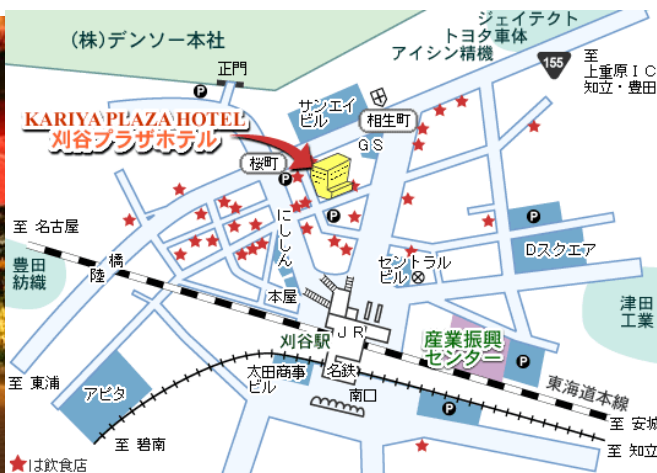 ジェイテクト
トヨタ車体
アイシン精機
(株)デンソー本社
155
至
上重原IC
知立・豊田
正門
P
サンエイ
ビル
相生町
GS
KARIYA PLAZA HOTEL
刈谷プラザホテル
桜町
P
P
至 名古屋
にししん
P
Dスクエア
豊田
紡織
陸橋
セントラル
ビル
本屋
津田
工業
JR
刈谷駅
産業振興
センター
P
至 東浦
アピタ
太田商事
ビル
名鉄
南口
東海道本線
P
至 碧南
至 安城
至 知立
★は飲食店